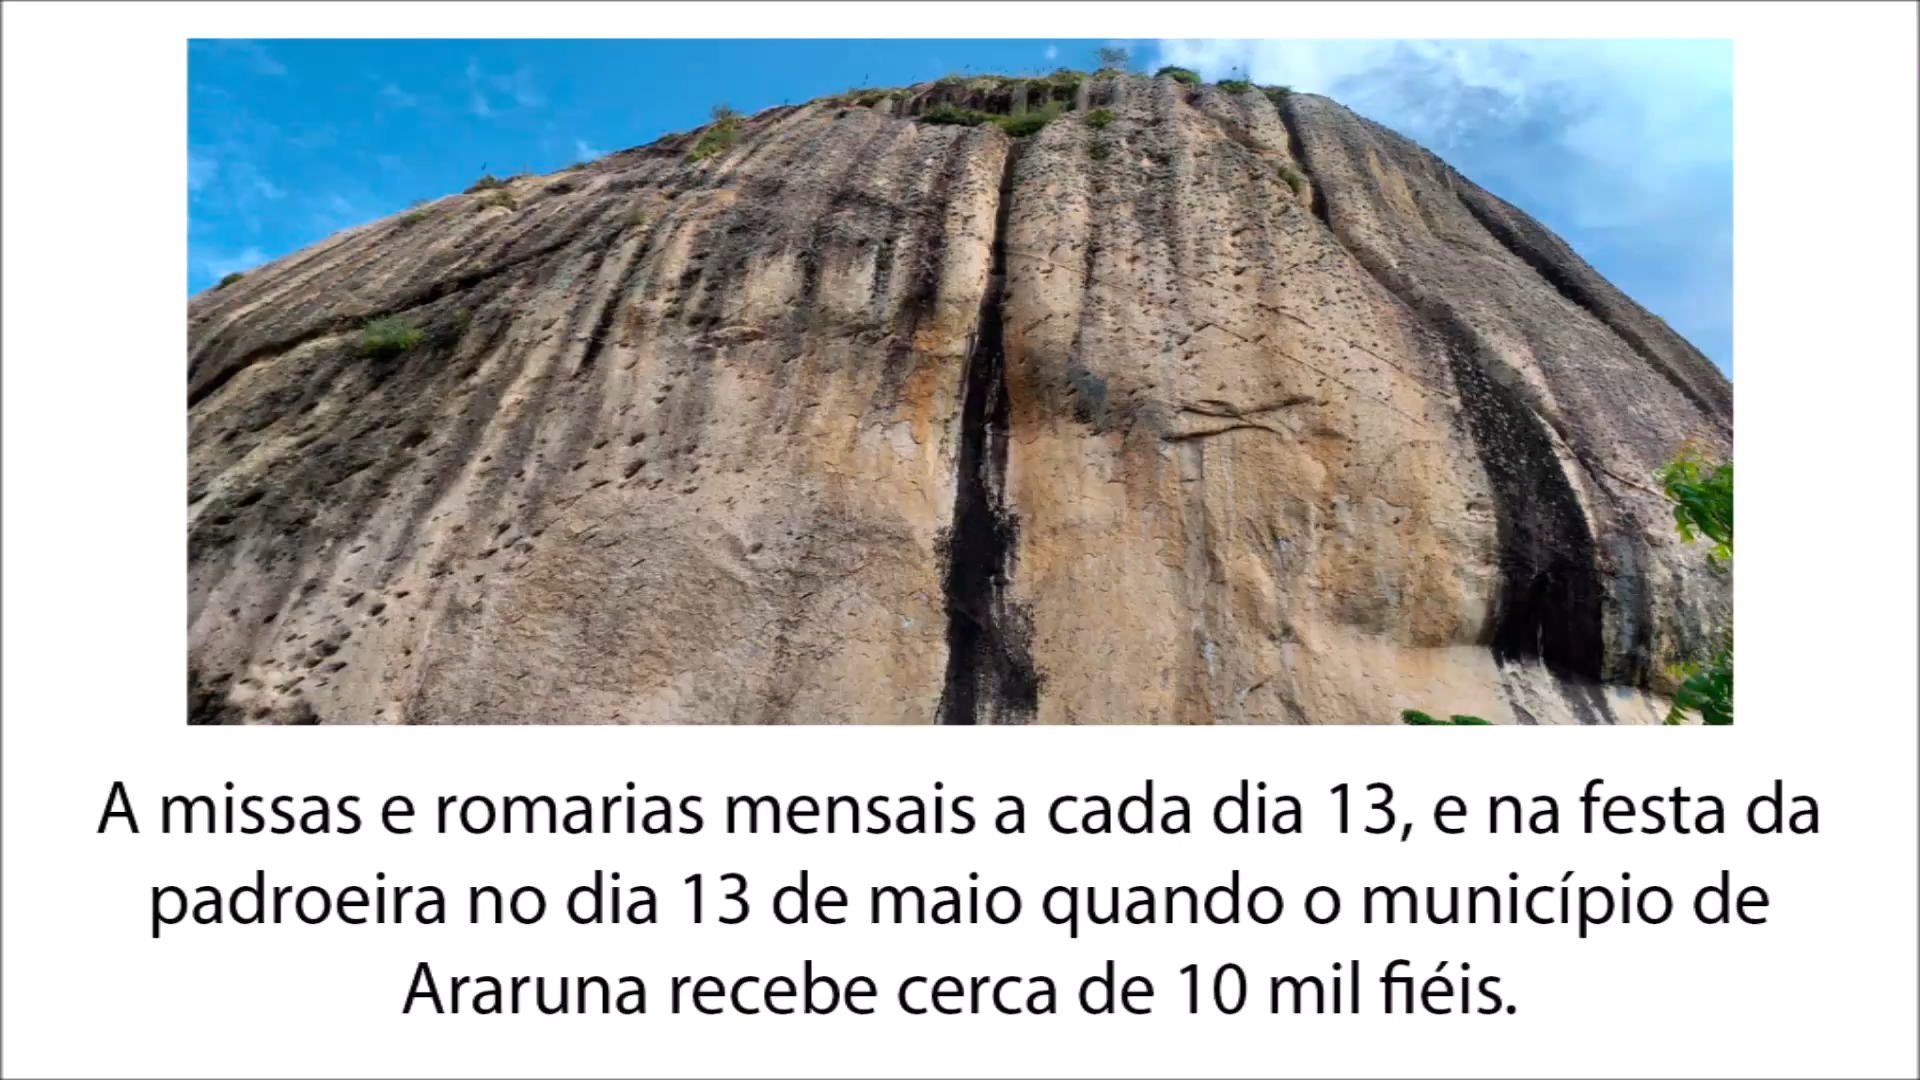 A missas e romarias mensais a cada dia 13, e na festa da
padroeira no dia 13 de maio quando o município de
Araruna recebe cerca de 10 mil fiéis.